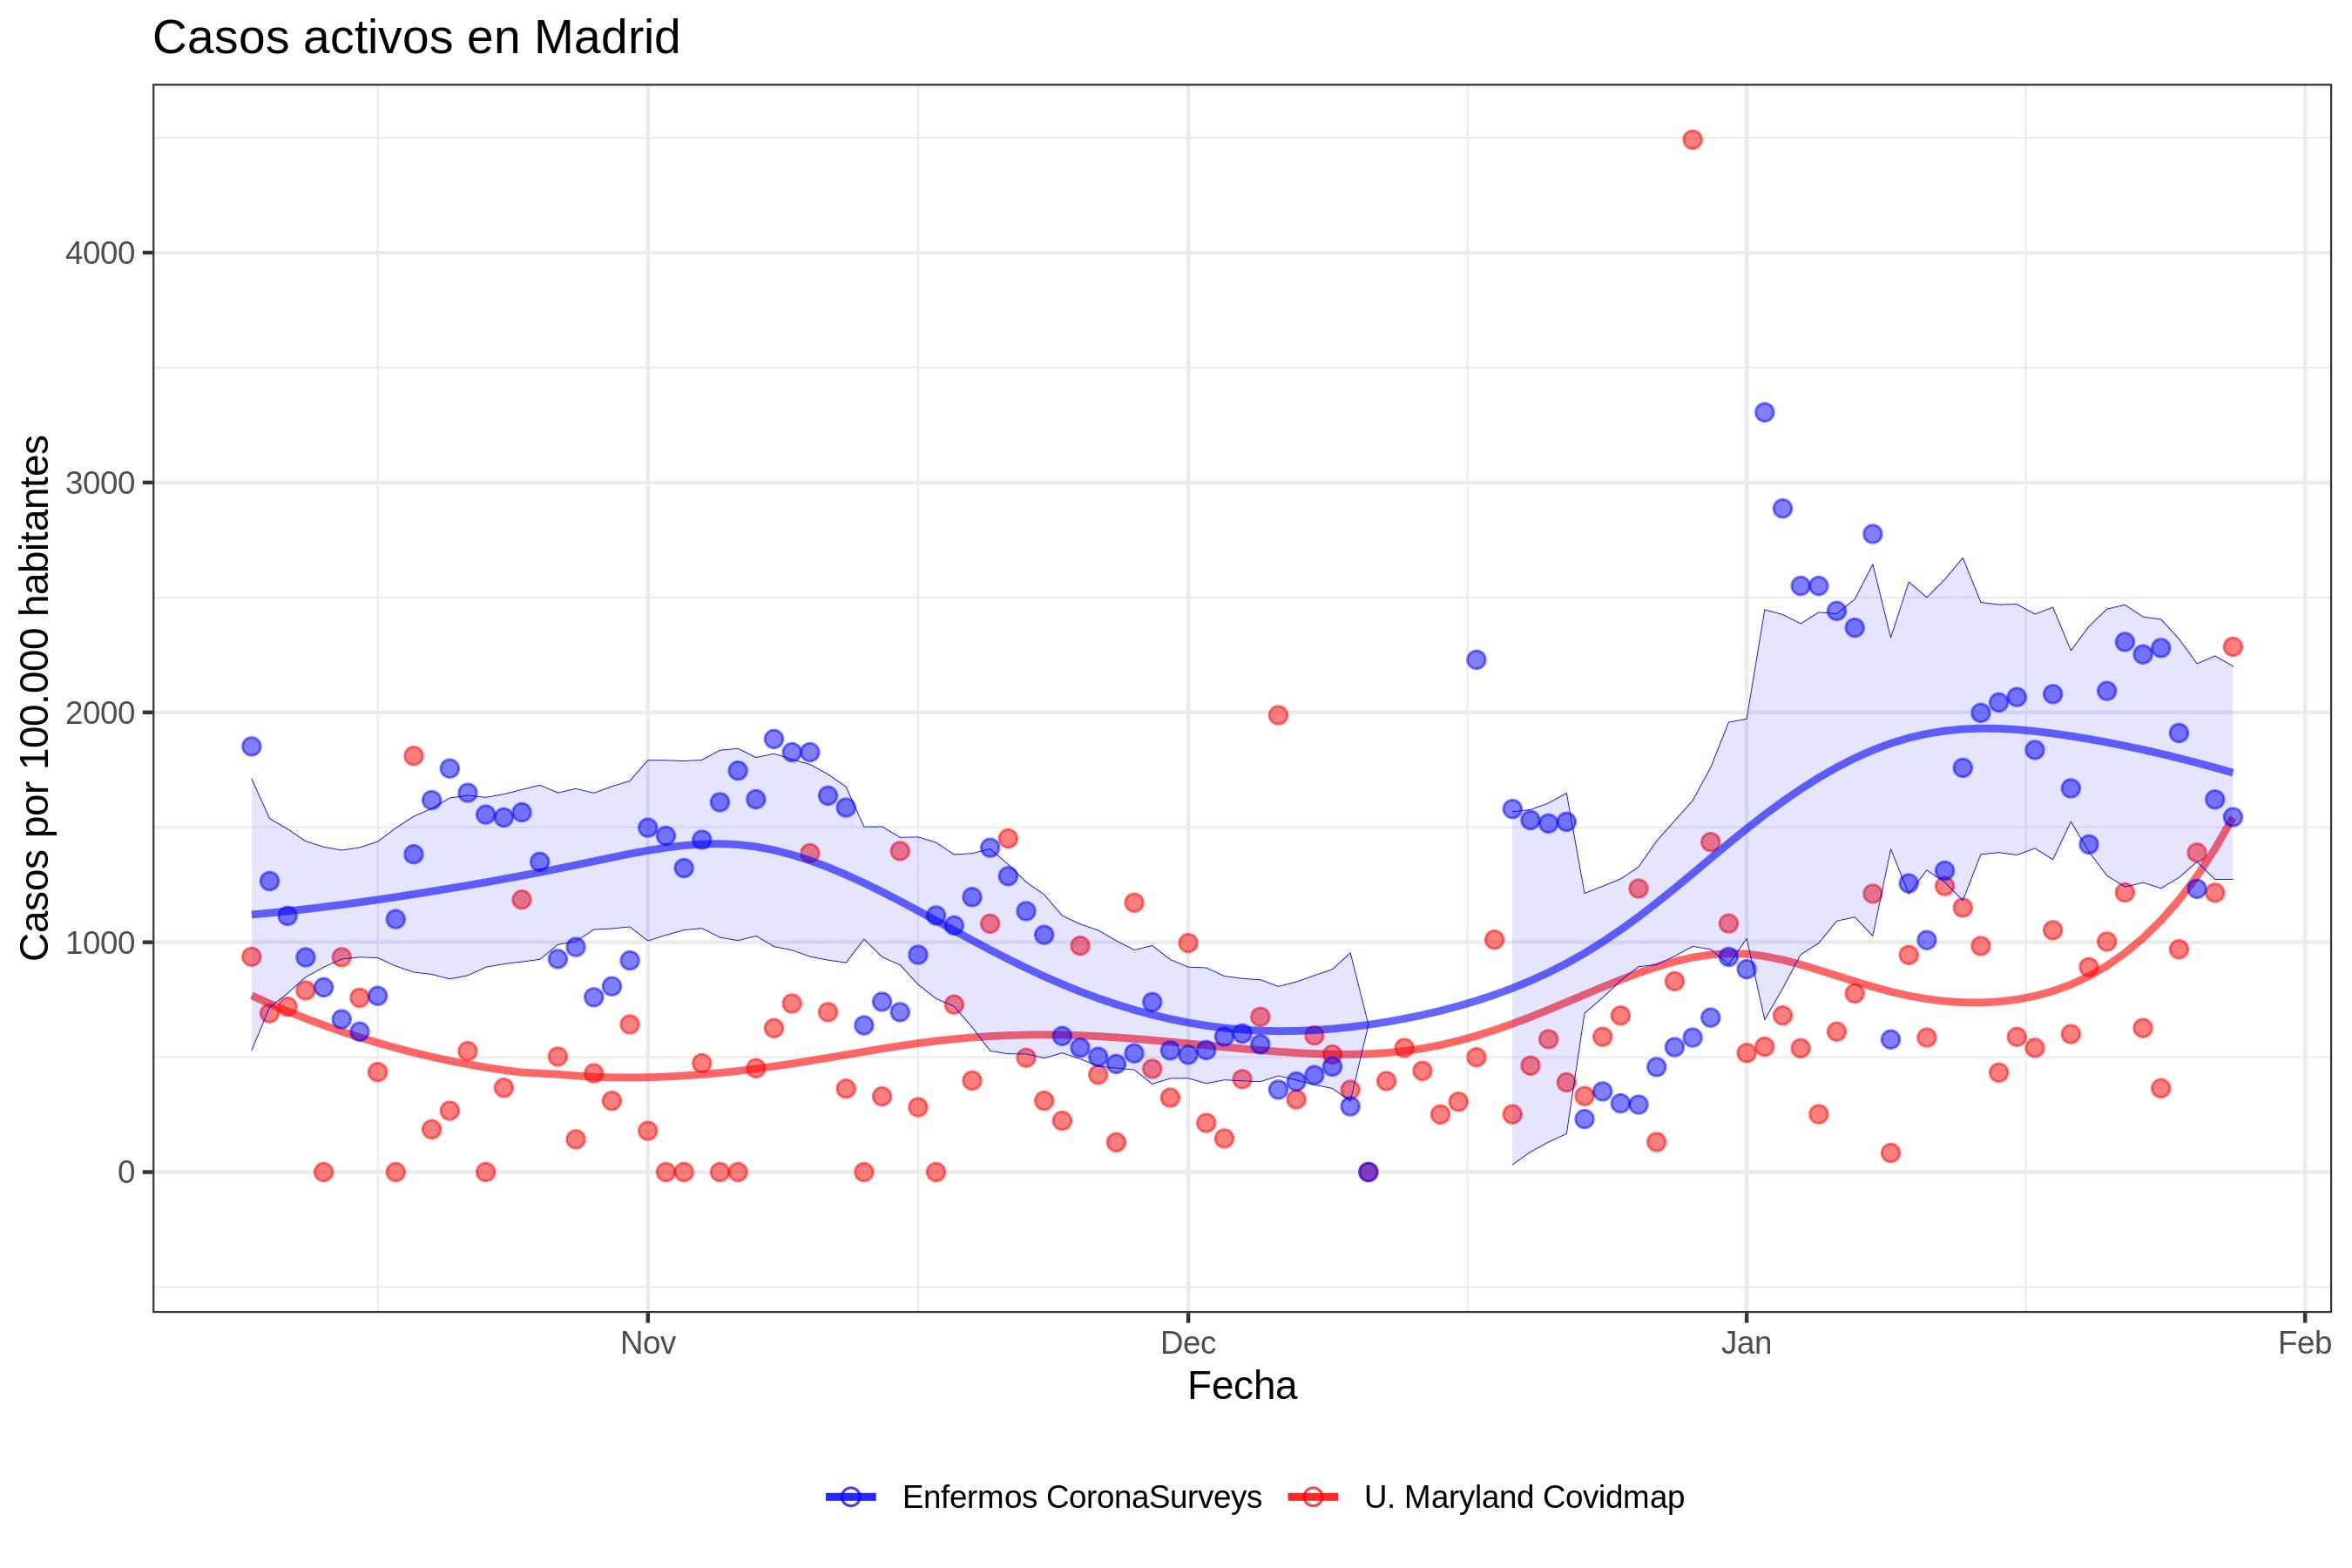 Casos activos en Madrid
Casos por 100.000 habitantes
4000
3000
2000
1000
0
Nov Dec Jan Feb
Fecha
Enfermos CoronaSurveys U. Maryland Covidmap